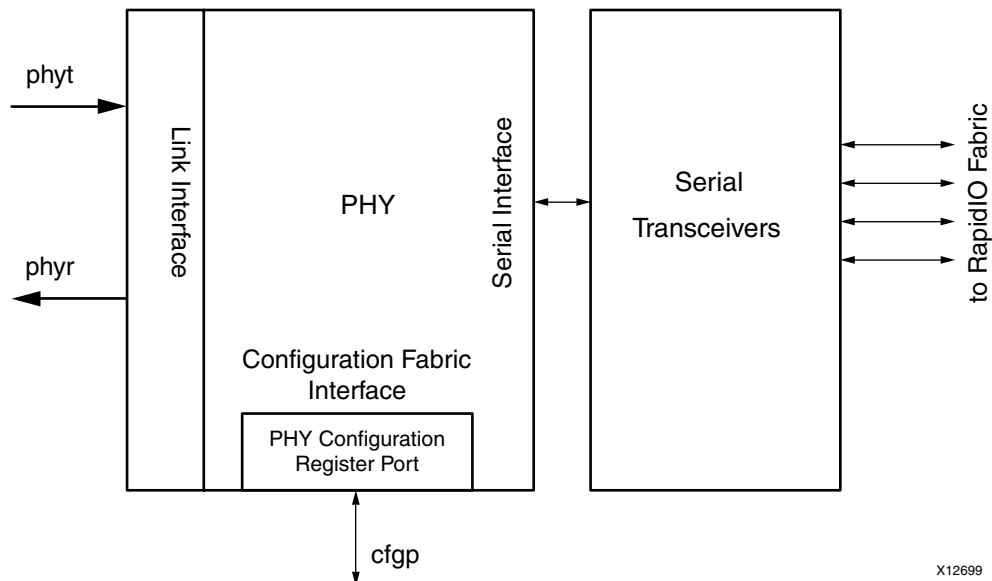 phyt
Link Interface
PHY
Serial Interface
Serial
Transceivers
to RapidIO Fabric
phyr
Configuration Fabric
Interface
PHY Configuration
Register Port
cfgp
X12699